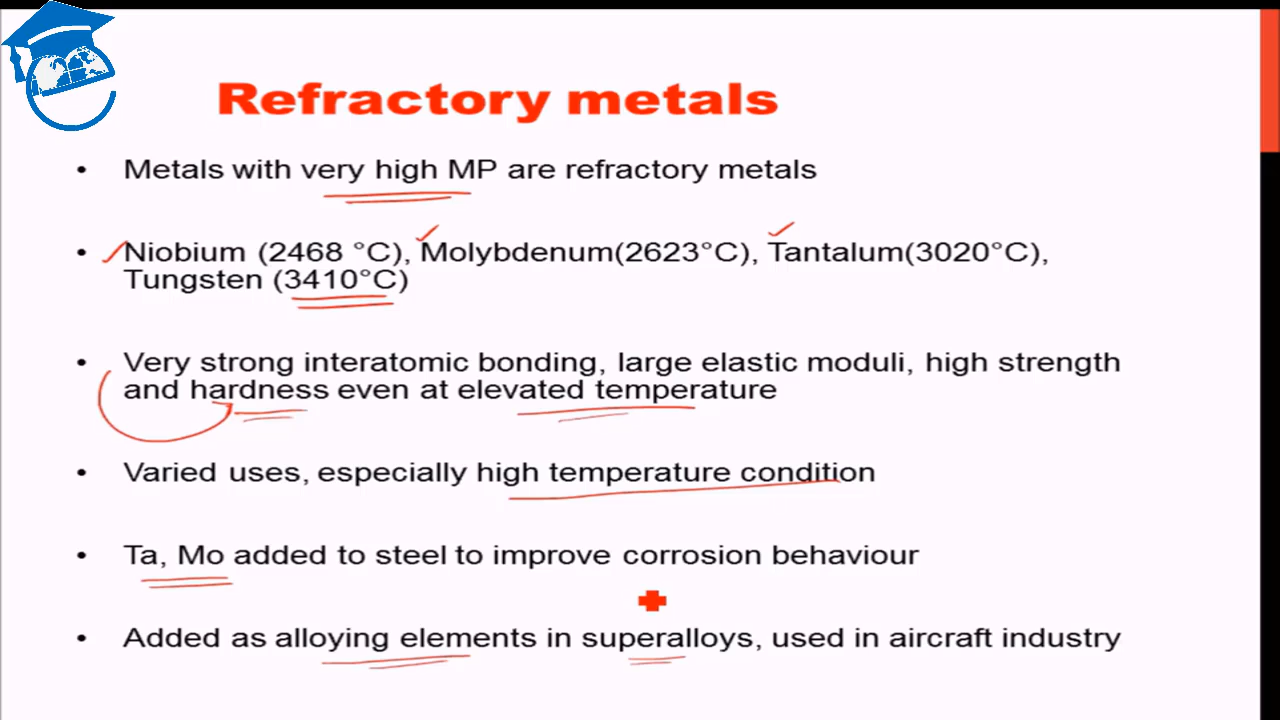 Refractory metals
• Metals with very high MP are refractory metals
• Niobium (2468 °C), Molybdenum(2623°C), Tantalum(3020°C),
Tungsten (3410°C)
• Very strong interatomic bonding, large elastic moduli, high strength
and hardness even at elevated temperature
• Varied uses, especially high temperature condition
• Ta, Mo added to steel to improve corrosion behaviour
• Added as alloying elements in superalloys, used in aircraft industry